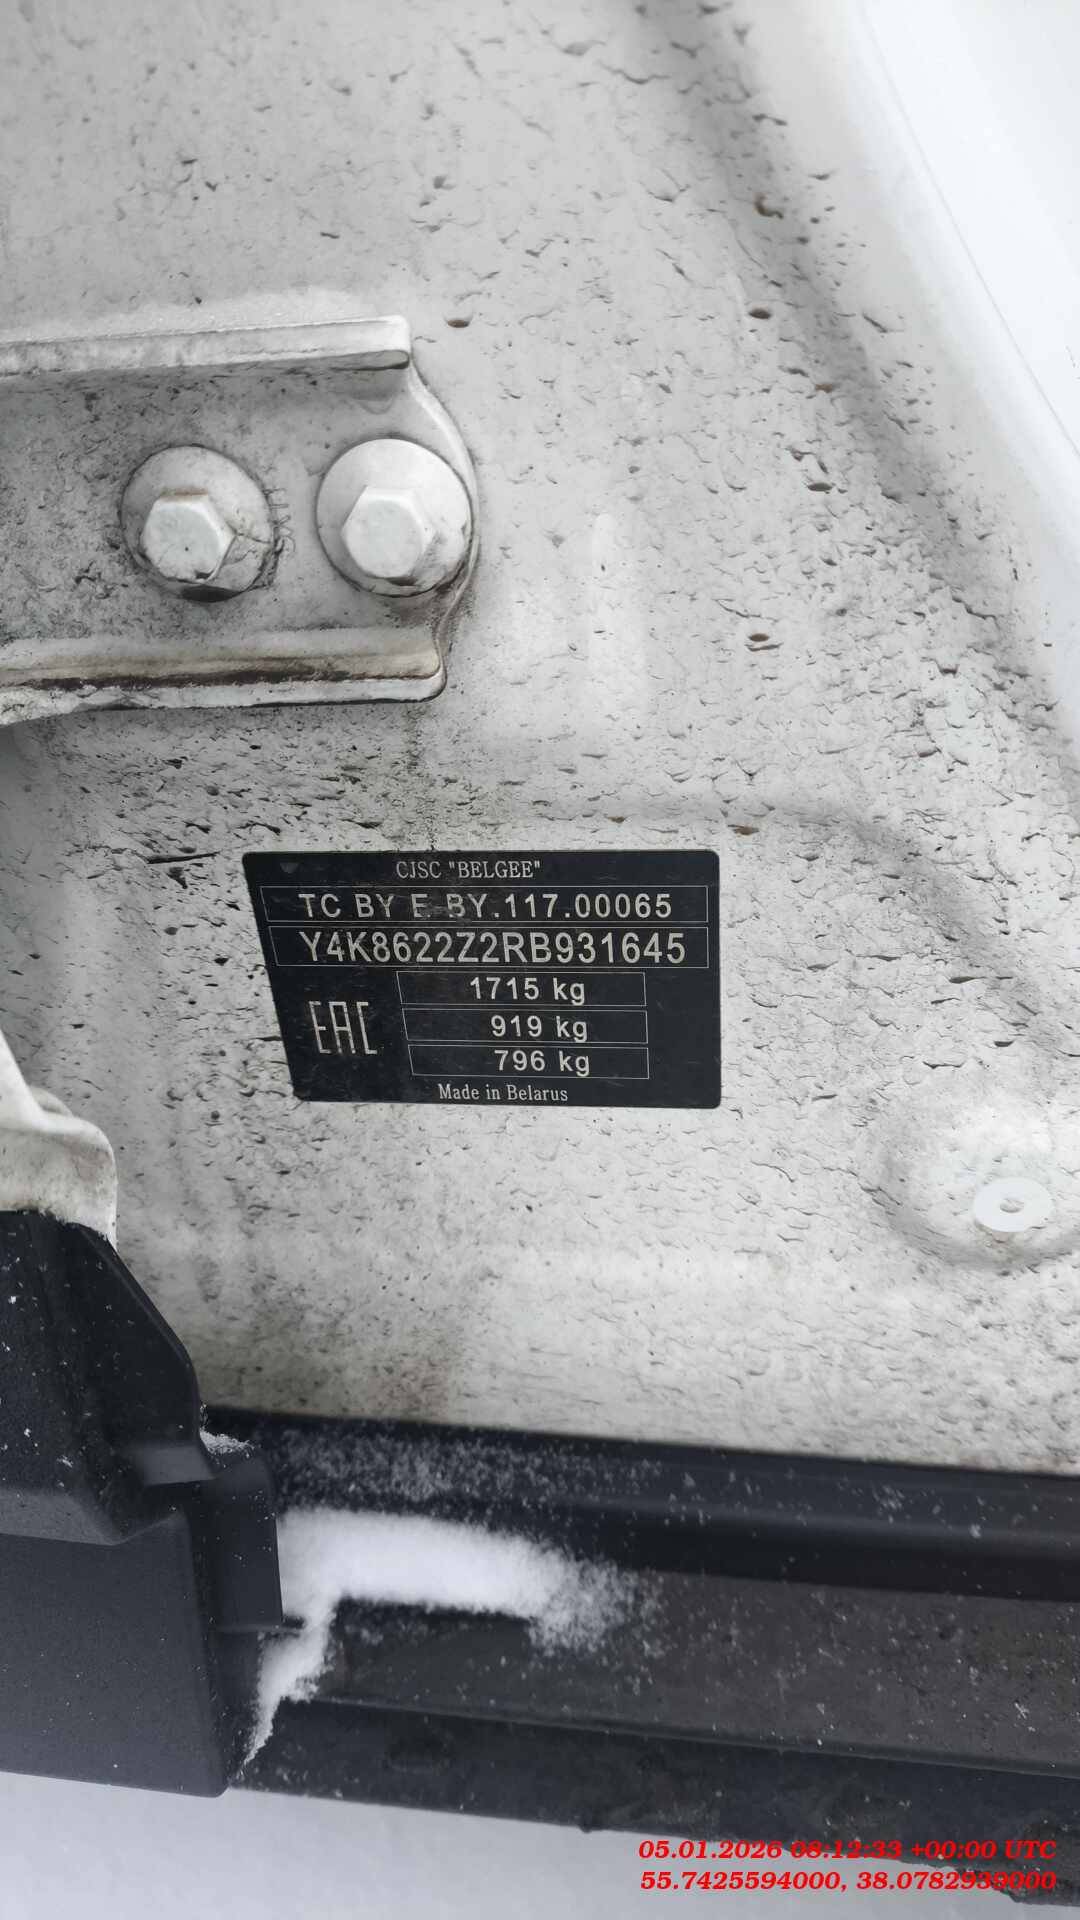 CJSC "BELGEE"
TC BY E BY.117.00065
Y4K8622Z2RB931645
1715 kg
919 kg
EAC
796 kg
Made in Belarus
05.01.2026 08:12:33 +00:00 UTC
55.7425594000, 38.0782939000